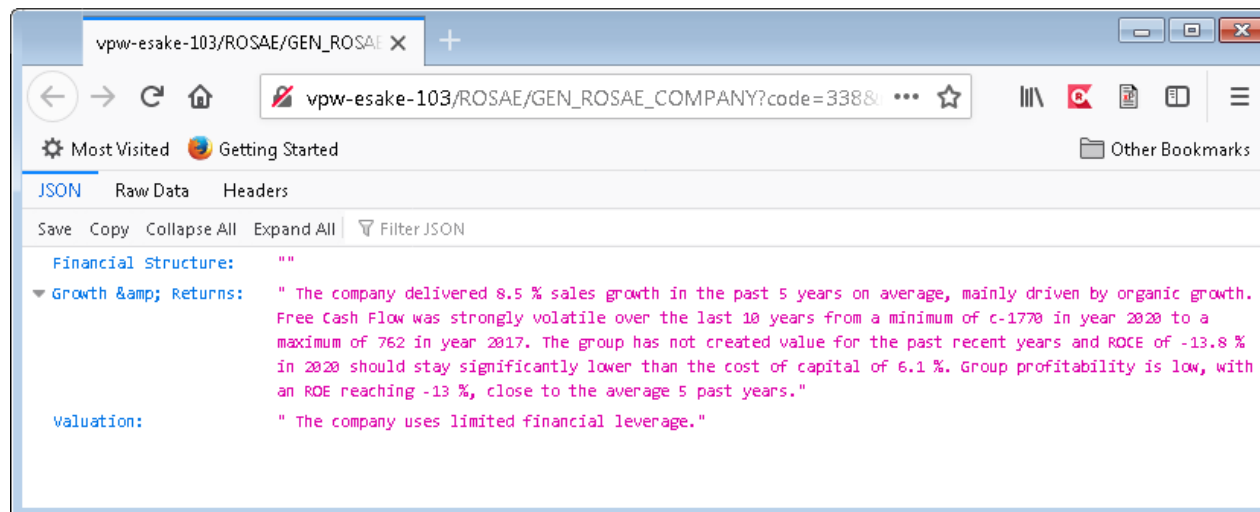 vpw-esake-103/ROSAE/GEN_ROSAE
vpw-esake-103/ROSAE/GEN_ROSAE_COMPANY?code=338&
Most Visited Getting Started Other Bookmarks
JSON Raw Data Headers
Save Copy Collapse All Expand All Filter JSON
Financial Structure: ""
Growth &amp; Returns: " The company delivered 8.5 % sales growth in the past 5 years on average, mainly driven by organic growth.
Free Cash Flow was strongly volatile over the last 10 years from a minimum of c-1770 in year 2020 to a
maximum of 762 in year 2017. The group has not created value for the past recent years and ROCE of -13.8 %
in 2020 should stay significantly lower than the cost of capital of 6.1 %. Group profitability is low, with
an ROE reaching -13 %, close to the average 5 past years."
Valuation: " The company uses limited financial leverage."